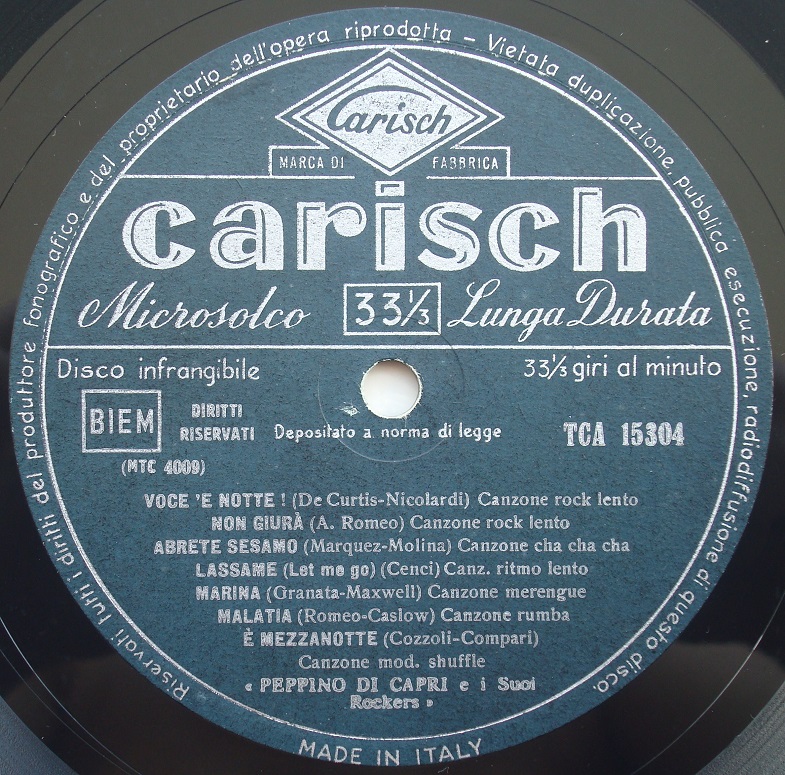 Riservati tutti i diritti del produttore fonografico e del proprietario dell'opera riprodotta – Vietata duplicazione, pubblica esecuzione, radiodiffusione di questo disco.
Carisch
MARCA DI FABBRICA
carisch
Microsolco 33⅓ Lunga Durata
Disco infrangibile 33⅓ giri al minuto
BIEM DIRITTI RISERVATI Depositato a norma di legge TCA 15304
(MTC 4009)
VOCE 'E NOTTE ! (De Curtis-Nicolardi) Canzone rock lento
NON GIURÀ (A. Romeo) Canzone rock lento
ABRETE SESAMO (Marquez-Molina) Canzone cha cha cha
LASSAME (Let me go) (Cenci) Canz. ritmo lento
MARINA (Granata-Maxwell) Canzone merengue
MALATIA (Romeo-Caslow) Canzone rumba
È MEZZANOTTE (Cozzoli-Compari)
Canzone mod. shuffle
« PEPPINO DI CAPRI e i Suoi
Rockers »
MADE IN ITALY